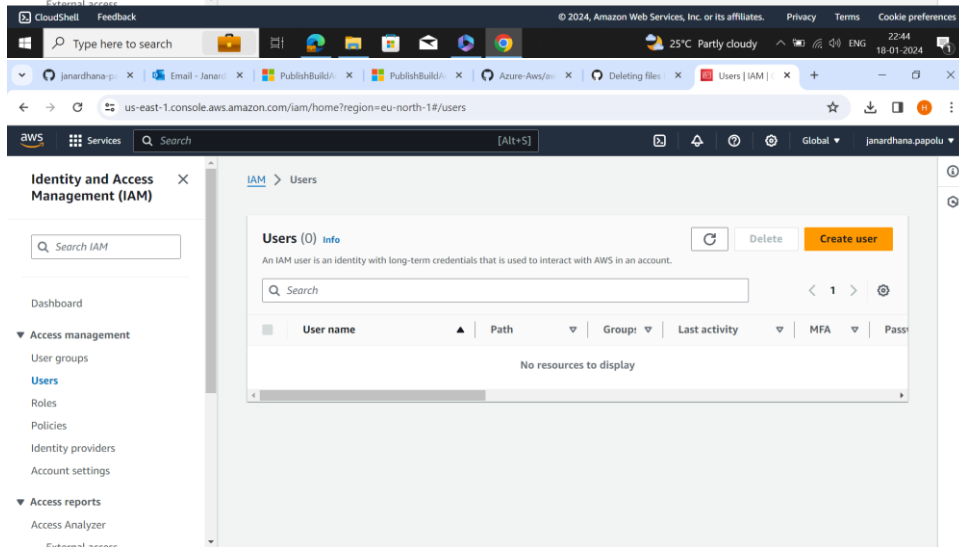 External access
CloudShell Feedback © 2024, Amazon Web Services, Inc. or its affiliates. Privacy Terms Cookie preferences
Type here to search 25°C Partly cloudy ENG 22:44 18-01-2024 1
janardhana-p Email - Janard PublishBuildA PublishBuildA Azure-Aws/aw Deleting files Users | IAM |
us-east-1.console.aws.amazon.com/iam/home?region=eu-north-1#/users H
aws Services Search [Alt+S] Global janardhana.papolu
Identity and Access
Management (IAM)
Search IAM
Dashboard
Access management
User groups
Users
Roles
Policies
Identity providers
Account settings
Access reports
Access Analyzer
External access
IAM > Users
Users (0) Info Delete Create user
An IAM user is an identity with long-term credentials that is used to interact with AWS in an account.
Search 1
User name Path Group: Last activity MFA Passw
No resources to display